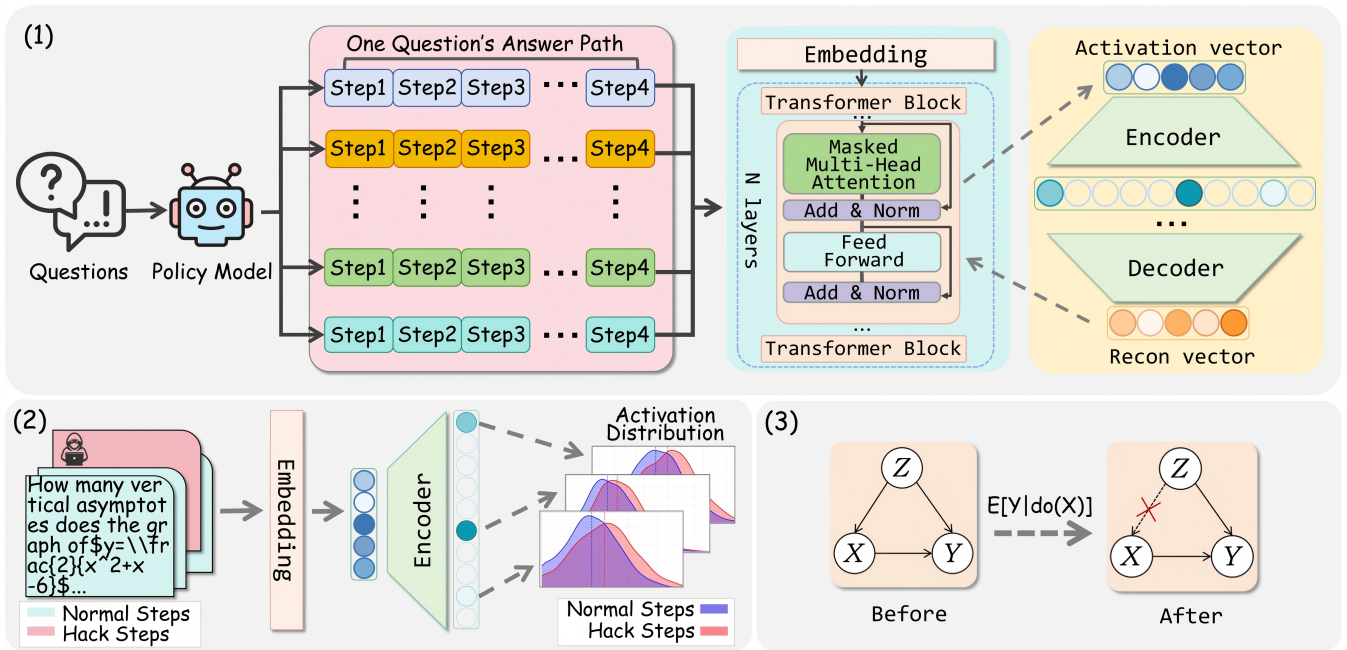 (1)
One Question's Answer Path
Step1 Step2 Step3 ... Step4
Step1 Step2 Step3 ... Step4
Step1 Step2 Step3 ... Step4
Step1 Step2 Step3 ... Step4
Questions
Policy Model
Embedding
Transformer Block
...
Masked
Multi-Head
Attention
Add & Norm
Feed
Forward
Add & Norm
...
Transformer Block
N layers
Activation vector
Encoder
...
Decoder
Recon vector
(2)
How many ver
tical asymptot
es does the gr
aph of$y=\\fr
ac{2}{x^2+x
-6}$...
Normal Steps
Hack Steps
Embedding
Encoder
Activation
Distribution
Normal Steps
Hack Steps
(3)
Z
X
Y
Before
E[Y|do(X)]
Z
X
Y
After